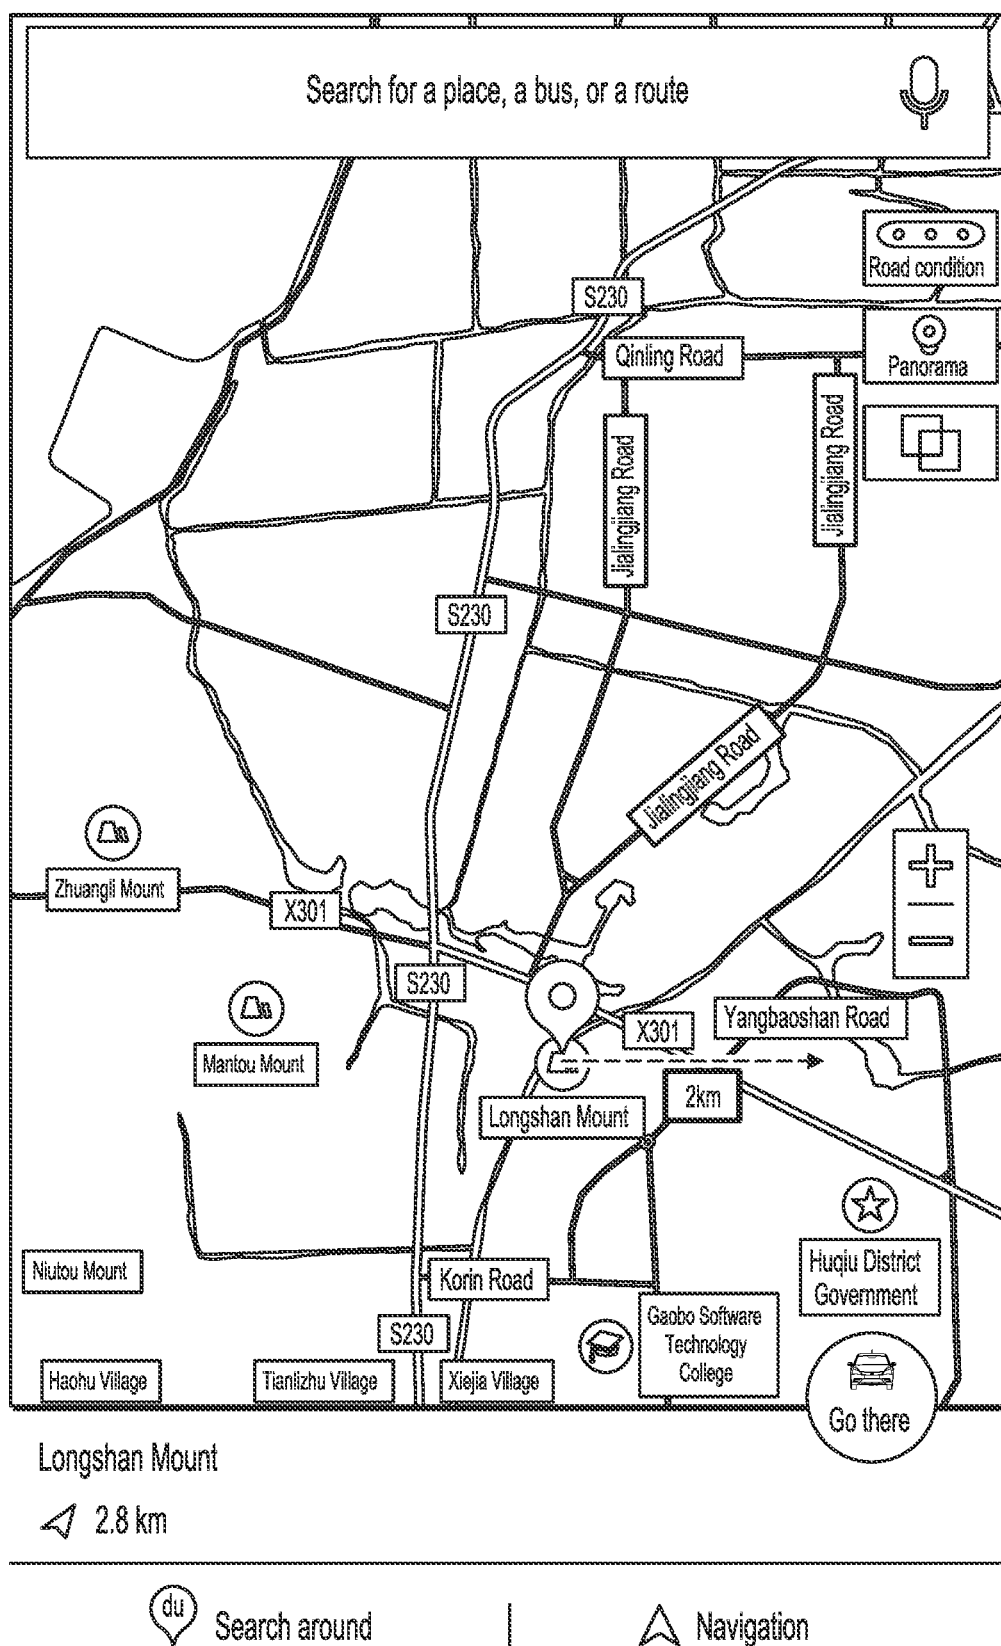 Search for a place, a bus, or a route
Road condition
S230
Qinling Road
Panorama
Jialingjiang Road
Jialingjiang Road
S230
Jialingjiang Road
Zhuangli Mount
X301
S230
Mantou Mount
Yangbaoshan Road
X301
2km
Longshan Mount
Niutou Mount
Korin Road
Huqiu District
Government
S230
Gaobo Software
Technology
College
Haohu Village
Tianlizhu Village
Xiejia Village
Go there
Longshan Mount
2.8 km
du
Search around
Navigation